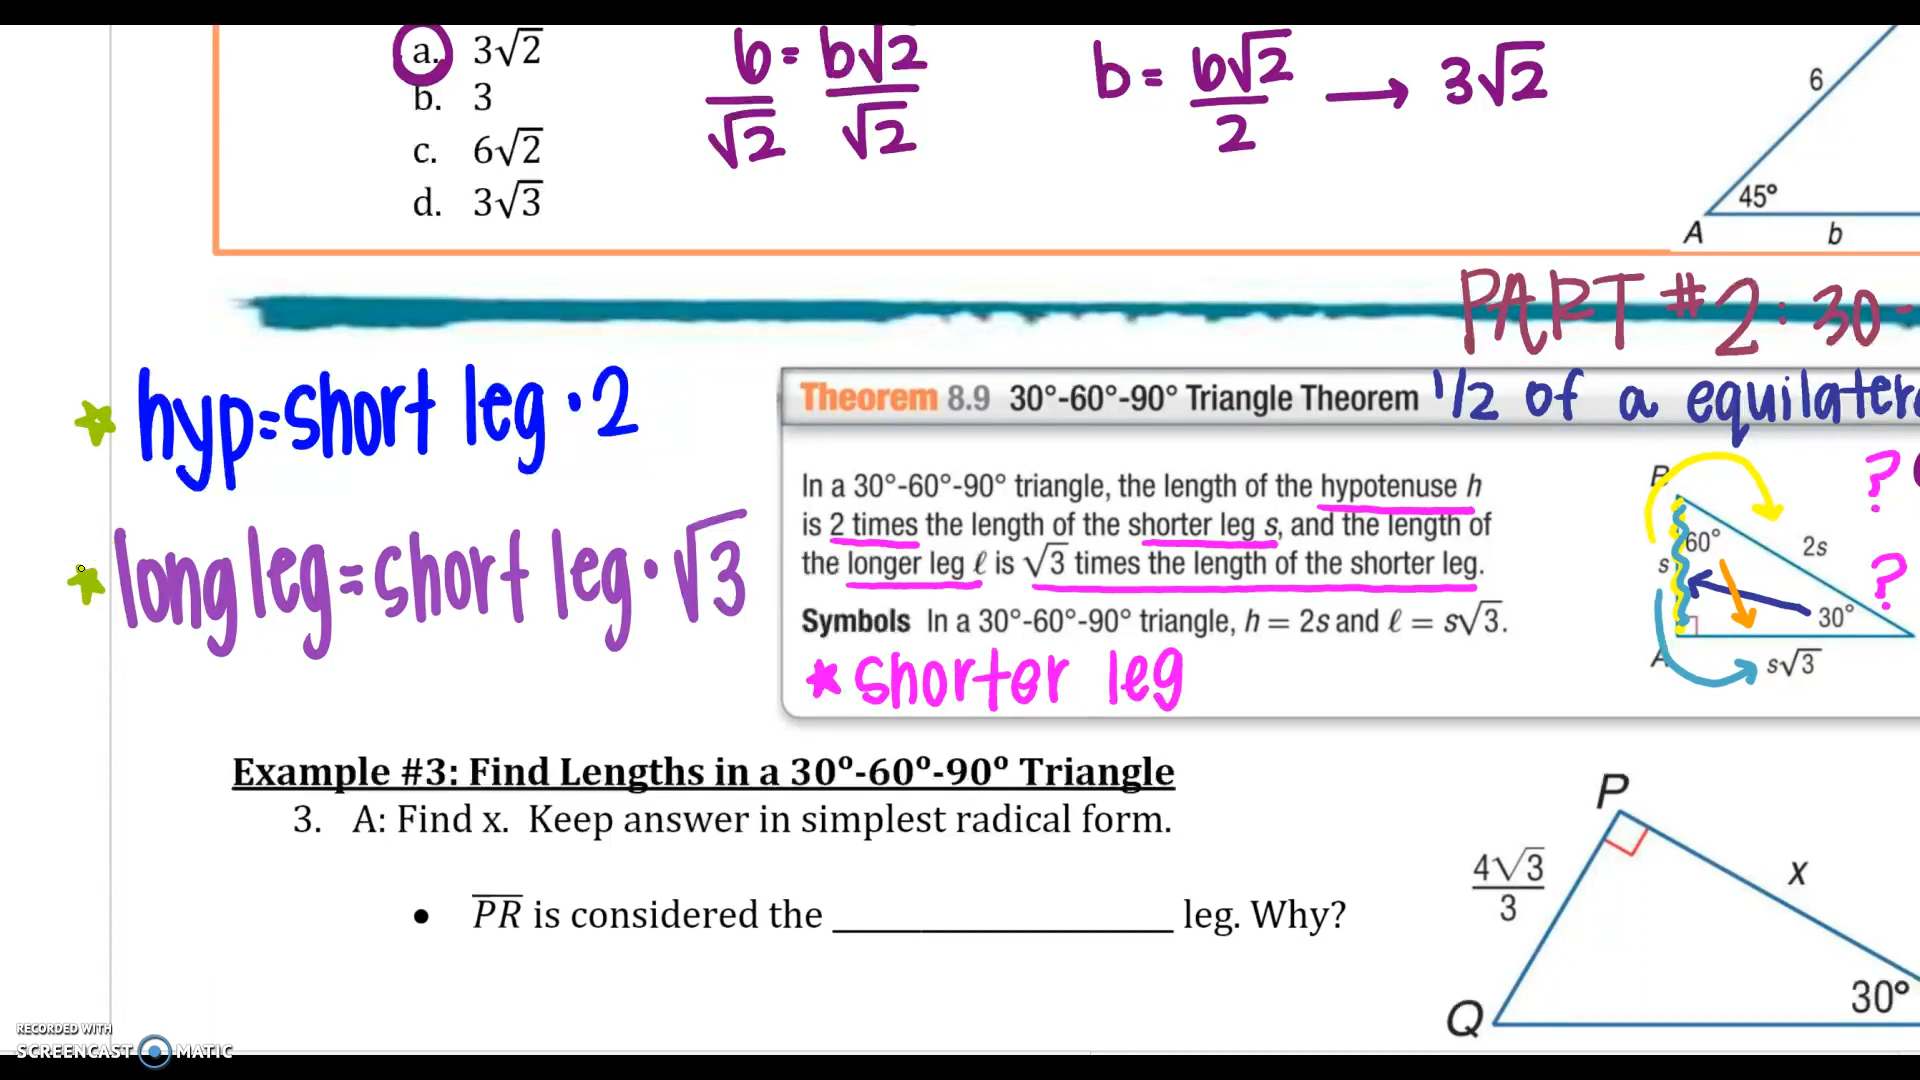 a. 3√2
b. 3
c. 6√2
d. 3√3
6 = b√2
√2 √2
b = 6√2 → 3√2
2
6
45°
A
b
PART #2: 30-
hyp=short leg · 2
long leg=short leg · √3
Theorem 8.9 30°-60°-90° Triangle Theorem
1/2 of a equilater
In a 30°-60°-90° triangle, the length of the hypotenuse h
is 2 times the length of the shorter leg s, and the length of
the longer leg ℓ is √3 times the length of the shorter leg.
Symbols In a 30°-60°-90° triangle, h = 2s and ℓ = s√3.
* shorter leg
B
60°
2s
s
30°
A
s√3
?
?
Example #3: Find Lengths in a 30°-60°-90° Triangle
3. A: Find x. Keep answer in simplest radical form.
• PR is considered the _________________ leg. Why?
P
4√3
3
x
30°
Q
RECORDED WITH
SCREENCAST MATIC